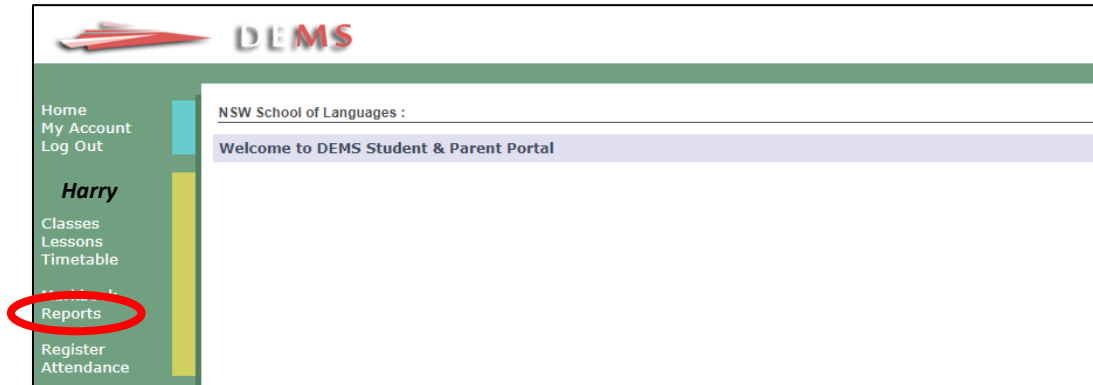 DEMS
Home
My Account
Log Out
NSW School of Languages :
Welcome to DEMS Student & Parent Portal
Harry
Classes
Lessons
Timetable
Reports
Register
Attendance